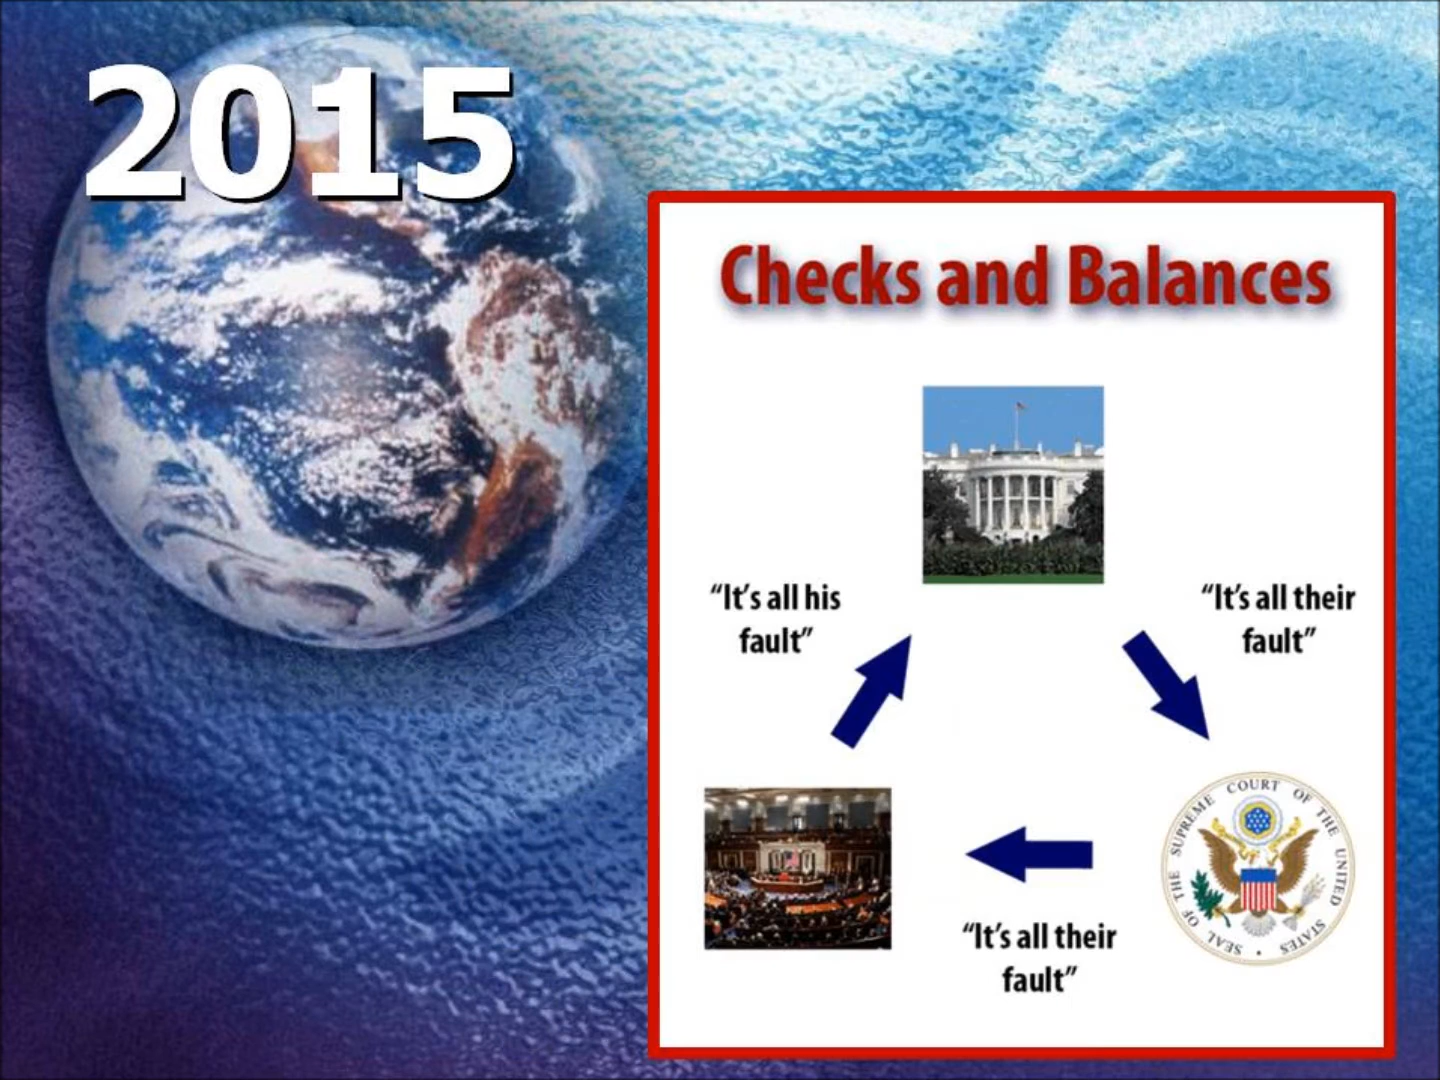 2015
Checks and Balances
“It’s all his
fault”
“It’s all their
fault”
SEAL OF THE SUPREME COURT OF THE UNITED STATES
“It’s all their
fault”